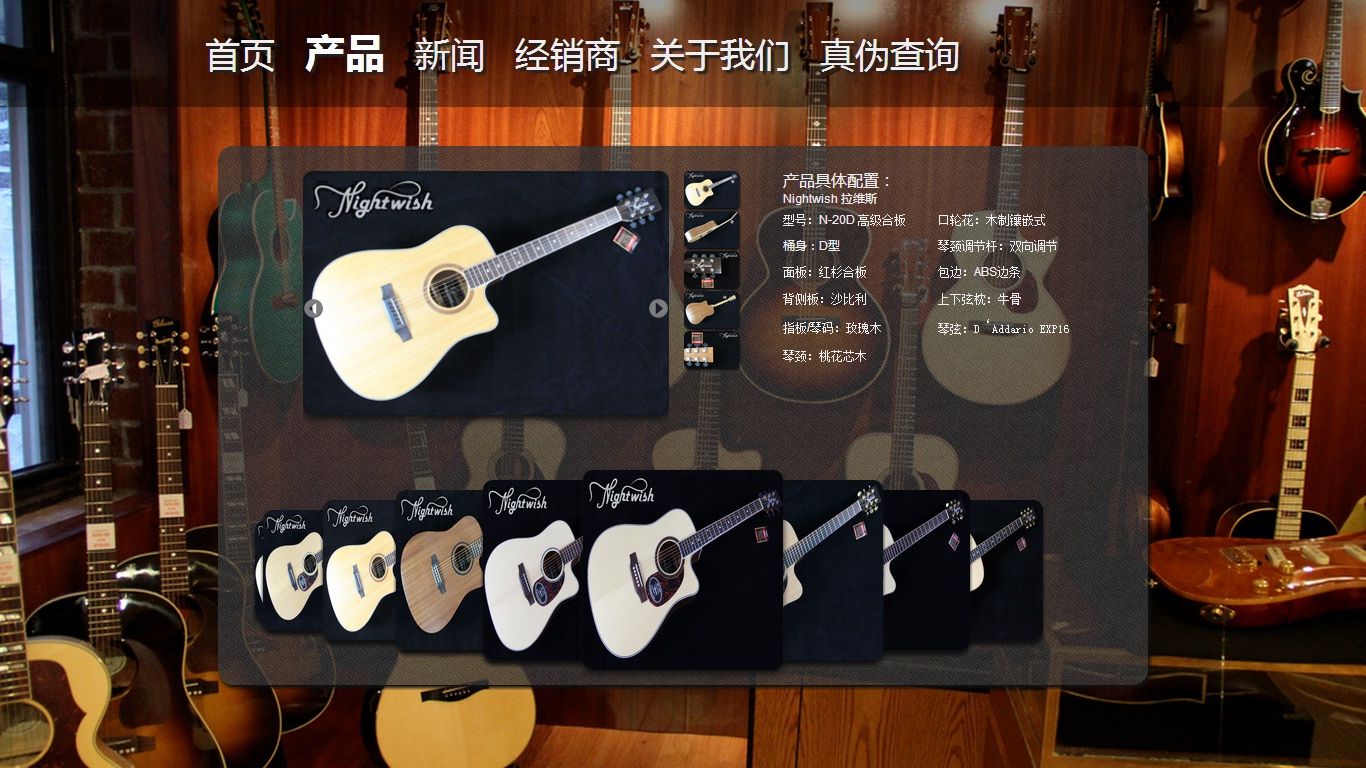 首页 产品 新闻 经销商 关于我们 真伪查询
Nightwish
产品具体配置：
Nightwish 拉维斯
型号：N-20D 高级合板 口轮花：木制镶嵌式
桶身：D型 琴颈调节杆：双向调节
面板：红杉合板 包边：ABS边条
背侧板：沙比利 上下弦枕：牛骨
指板/琴码：玫瑰木 琴弦：D‘Addario EXP16
琴颈：桃花芯木
Nightwish
Nightwish
Nightwish
Nightwish
Nightwish